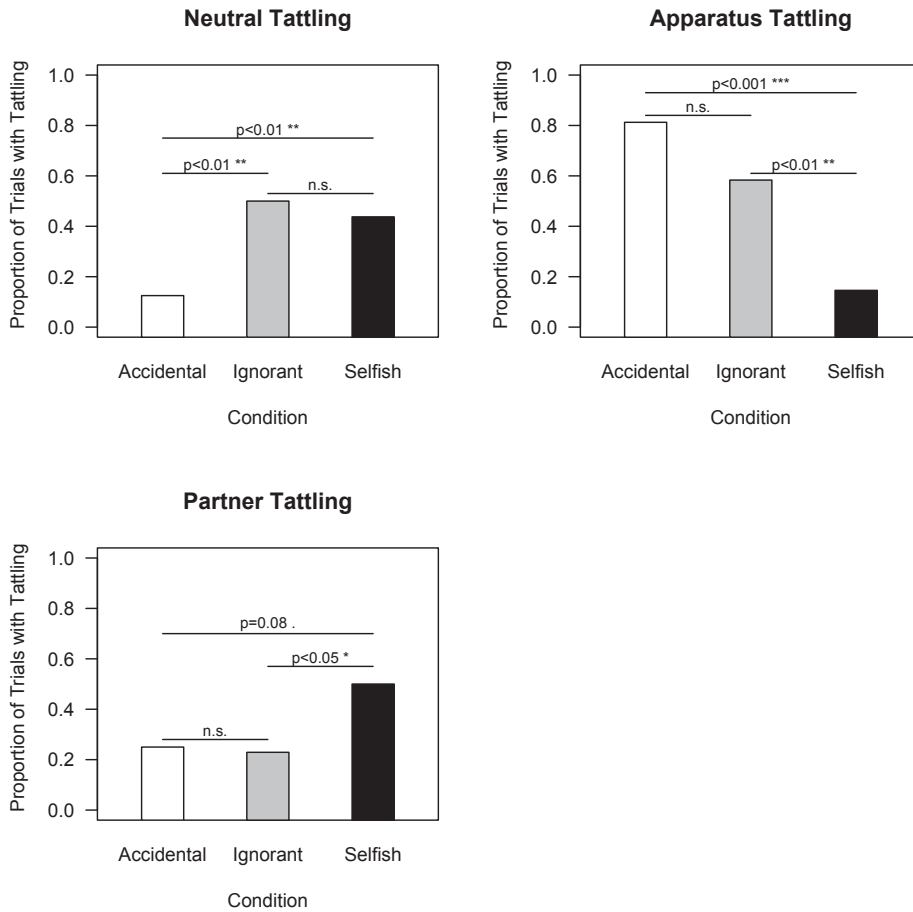 Neutral Tattling
Proportion of Trials with Tattling
1.0
0.8
0.6
0.4
0.2
0.0
p<0.01 **
p<0.01 **
n.s.
Accidental Ignorant Selfish
Condition
Apparatus Tattling
Proportion of Trials with Tattling
1.0
0.8
0.6
0.4
0.2
0.0
p<0.001 ***
n.s.
p<0.01 **
Accidental Ignorant Selfish
Condition
Partner Tattling
Proportion of Trials with Tattling
1.0
0.8
0.6
0.4
0.2
0.0
p=0.08 .
p<0.05 *
n.s.
Accidental Ignorant Selfish
Condition